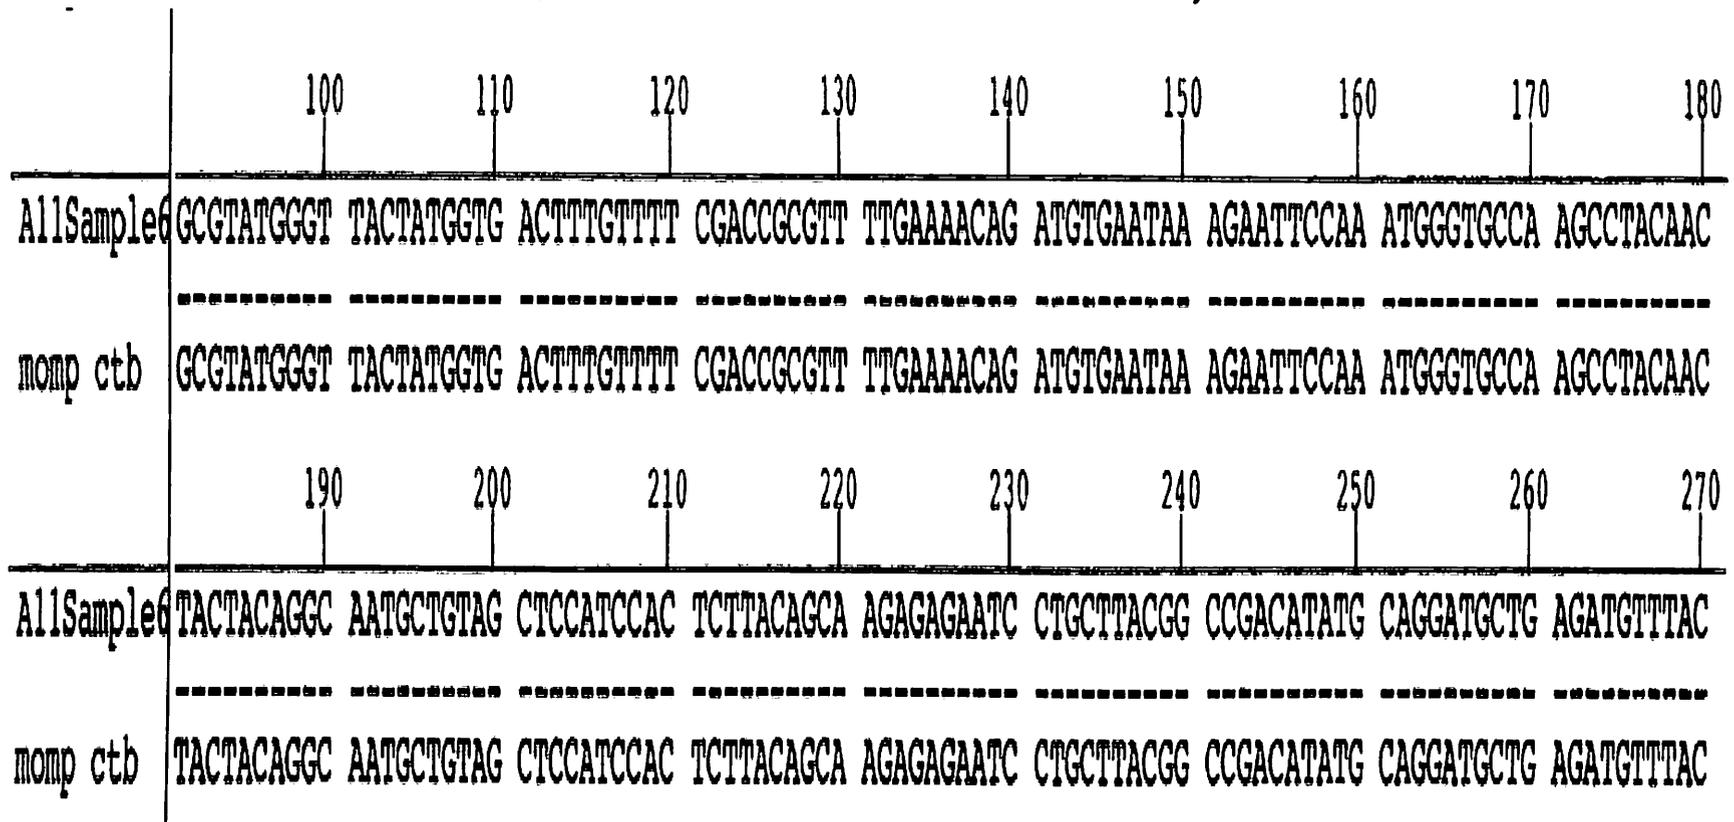 100 110 120 130 140 150 160 170 180
AllSample6 GCGTATGGGT TACTATGGTG ACTTTGTTTT CGACCGCGTT TTGAAAACAG ATGTGAATAA AGAATTCCAA ATGGGTGCCA AGCCTACAAC
momp ctb GCGTATGGGT TACTATGGTG ACTTTGTTTT CGACCGCGTT TTGAAAACAG ATGTGAATAA AGAATTCCAA ATGGGTGCCA AGCCTACAAC
190 200 210 220 230 240 250 260 270
AllSample6 TACTACAGGC AATGCTGTAG CTCCATCCAC TCTTACAGCA AGAGAGAATC CTGCTTACGG CCGACATATG CAGGATGCTG AGATGTTTAC
momp ctb TACTACAGGC AATGCTGTAG CTCCATCCAC TCTTACAGCA AGAGAGAATC CTGCTTACGG CCGACATATG CAGGATGCTG AGATGTTTAC